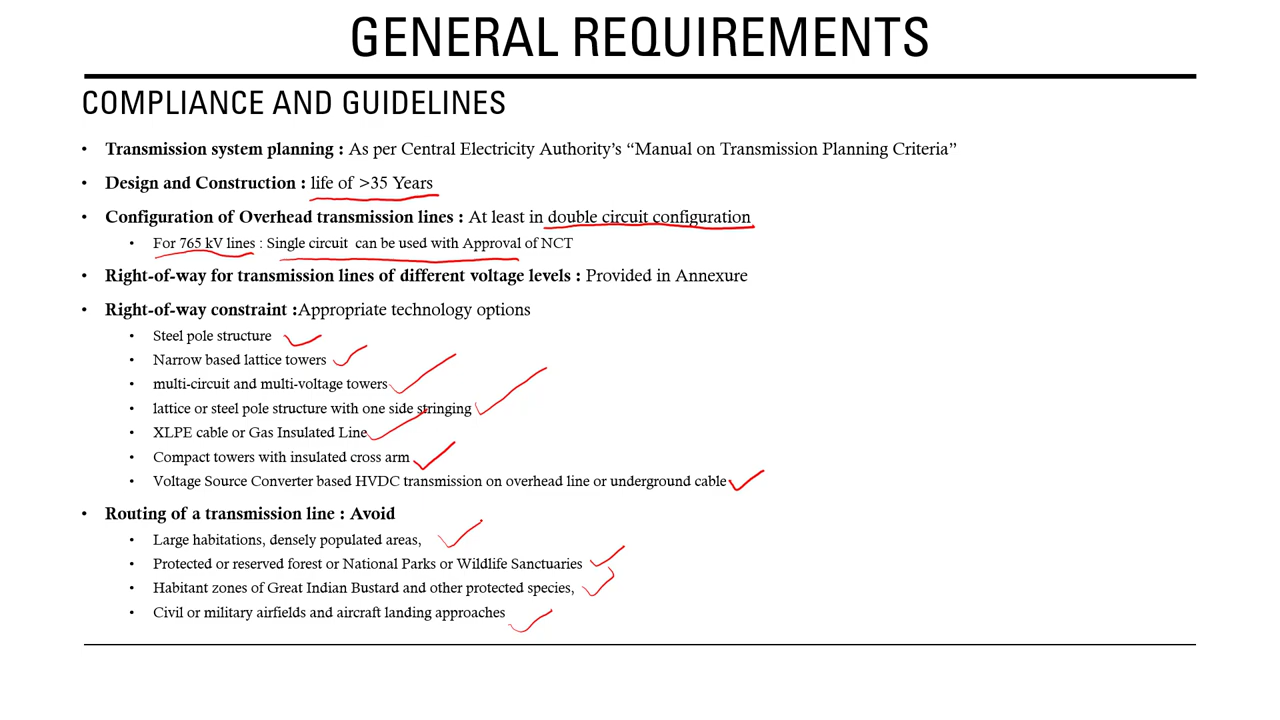 GENERAL REQUIREMENTS
COMPLIANCE AND GUIDELINES
• Transmission system planning : As per Central Electricity Authority’s “Manual on Transmission Planning Criteria”
• Design and Construction : life of >35 Years
• Configuration of Overhead transmission lines : At least in double circuit configuration
• For 765 kV lines : Single circuit can be used with Approval of NCT
• Right-of-way for transmission lines of different voltage levels : Provided in Annexure
• Right-of-way constraint :Appropriate technology options
• Steel pole structure
• Narrow based lattice towers
• multi-circuit and multi-voltage towers
• lattice or steel pole structure with one side stringing
• XLPE cable or Gas Insulated Line
• Compact towers with insulated cross arm
• Voltage Source Converter based HVDC transmission on overhead line or underground cable
• Routing of a transmission line : Avoid
• Large habitations, densely populated areas,
• Protected or reserved forest or National Parks or Wildlife Sanctuaries
• Habitant zones of Great Indian Bustard and other protected species,
• Civil or military airfields and aircraft landing approaches